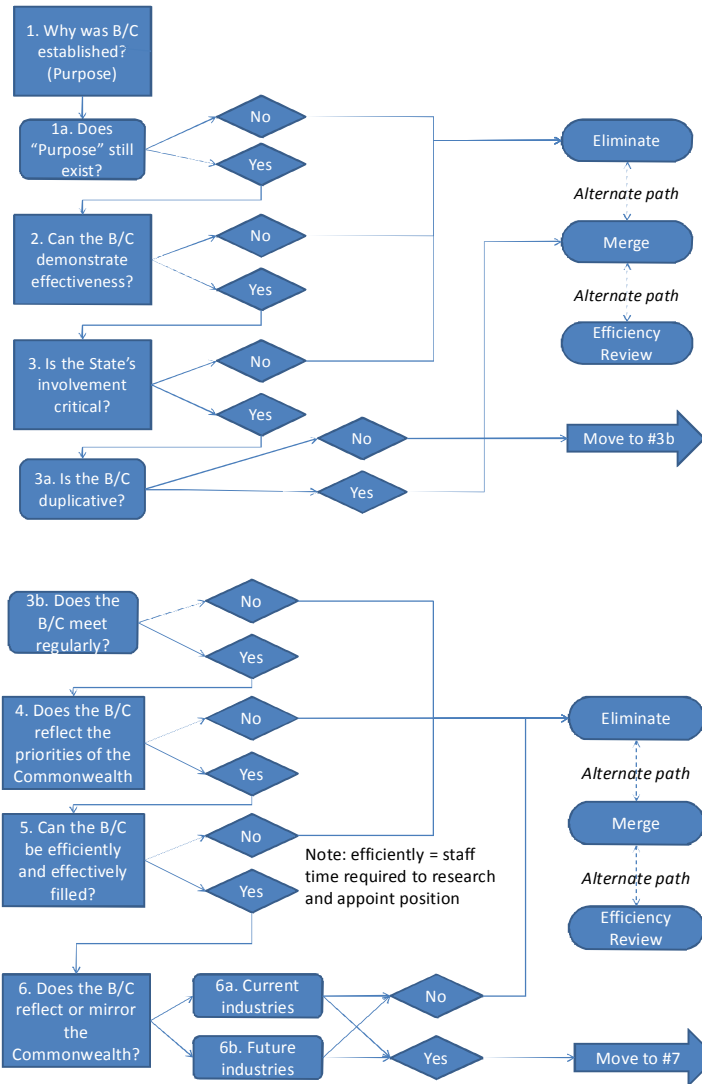 1. Why was B/C
established?
(Purpose)
No
1a. Does
“Purpose” still
exist?
Eliminate
Yes
Alternate path
2. Can the B/C
demonstrate
effectiveness?
No
Merge
Yes
Alternate path
3. Is the State’s
involvement
critical?
No
Efficiency
Review
Yes
No
Move to #3b
3a. Is the B/C
duplicative?
Yes
3b. Does the
B/C meet
regularly?
No
Yes
4. Does the B/C
reflect the
priorities of the
Commonwealth
No
Eliminate
Yes
Alternate path
5. Can the B/C
be efficiently
and effectively
filled?
No
Merge
Note: efficiently = staff
time required to research
and appoint position
Yes
Alternate path
Efficiency
Review
6. Does the B/C
reflect or mirror
the
Commonwealth?
6a. Current
industries
No
6b. Future
industries
Yes
Move to #7